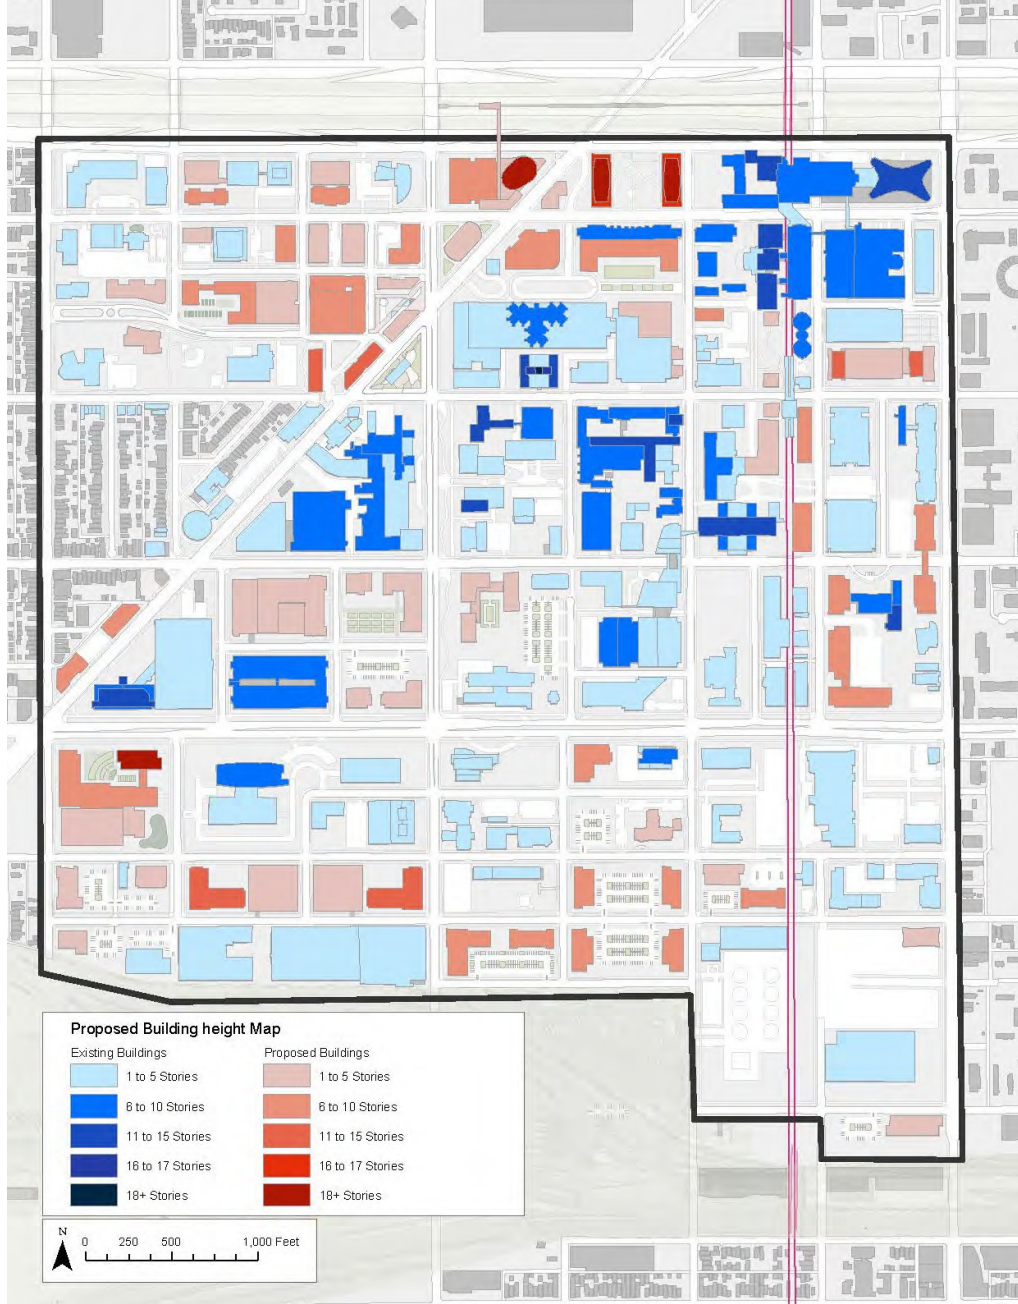 Proposed Building height Map
Existing Buildings
Proposed Buildings
1 to 5 Stories
1 to 5 Stories
6 to 10 Stories
6 to 10 Stories
11 to 15 Stories
11 to 15 Stories
16 to 17 Stories
16 to 17 Stories
18+ Stories
18+ Stories
N
0 250 500 1,000 Feet